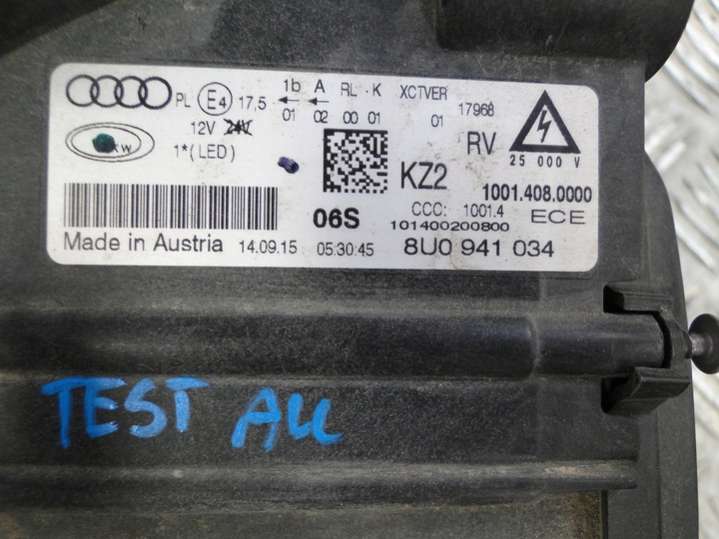 PL E4 17,5 1b A RL · K XCTVER
01 02 00 01 01 17968
12V 24V RV
1*(LED) 25 000 V
KZ2 1001.408.0000
06S CCC: 1001.4 ECE
101400200800
Made in Austria 14.09.15 05:30:45 8U0 941 034
TEST ALL